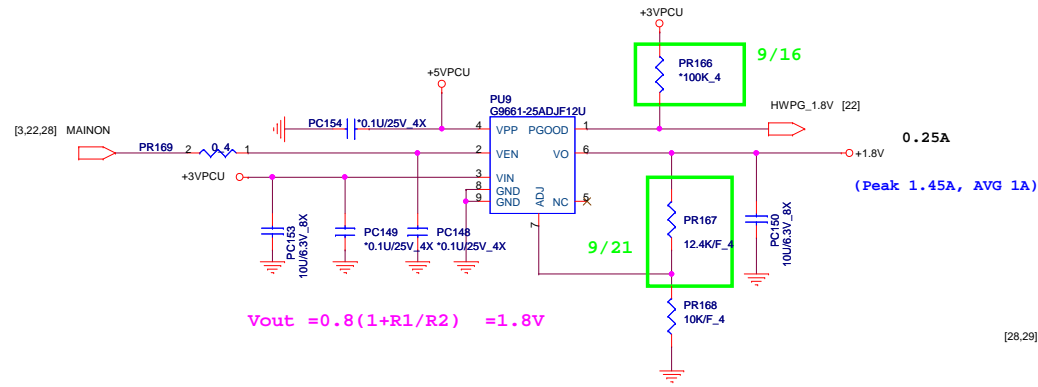 +3VPCU
9/16
PR166
*100K_4
+5VPCU
PU9
G9661-25ADJF12U
HWPG_1.8V [22]
[3,22,28] MAINON
PC154
*0.1U/25V_4X
4 VPP PGOOD 1
0.25A
PR169 2 0_4 1
2 VEN VO 6
+1.8V
+3VPCU
3 VIN
8 GND
9 GND
ADJ
NC 5
7
(Peak 1.45A, AVG 1A)
PC153
10U/6.3V_8X
PC149
*0.1U/25V_4X
PC148
*0.1U/25V_4X
9/21
PR167
12.4K/F_4
PC150
10U/6.3V_8X
Vout =0.8(1+R1/R2) =1.8V
PR168
10K/F_4
[28,29]